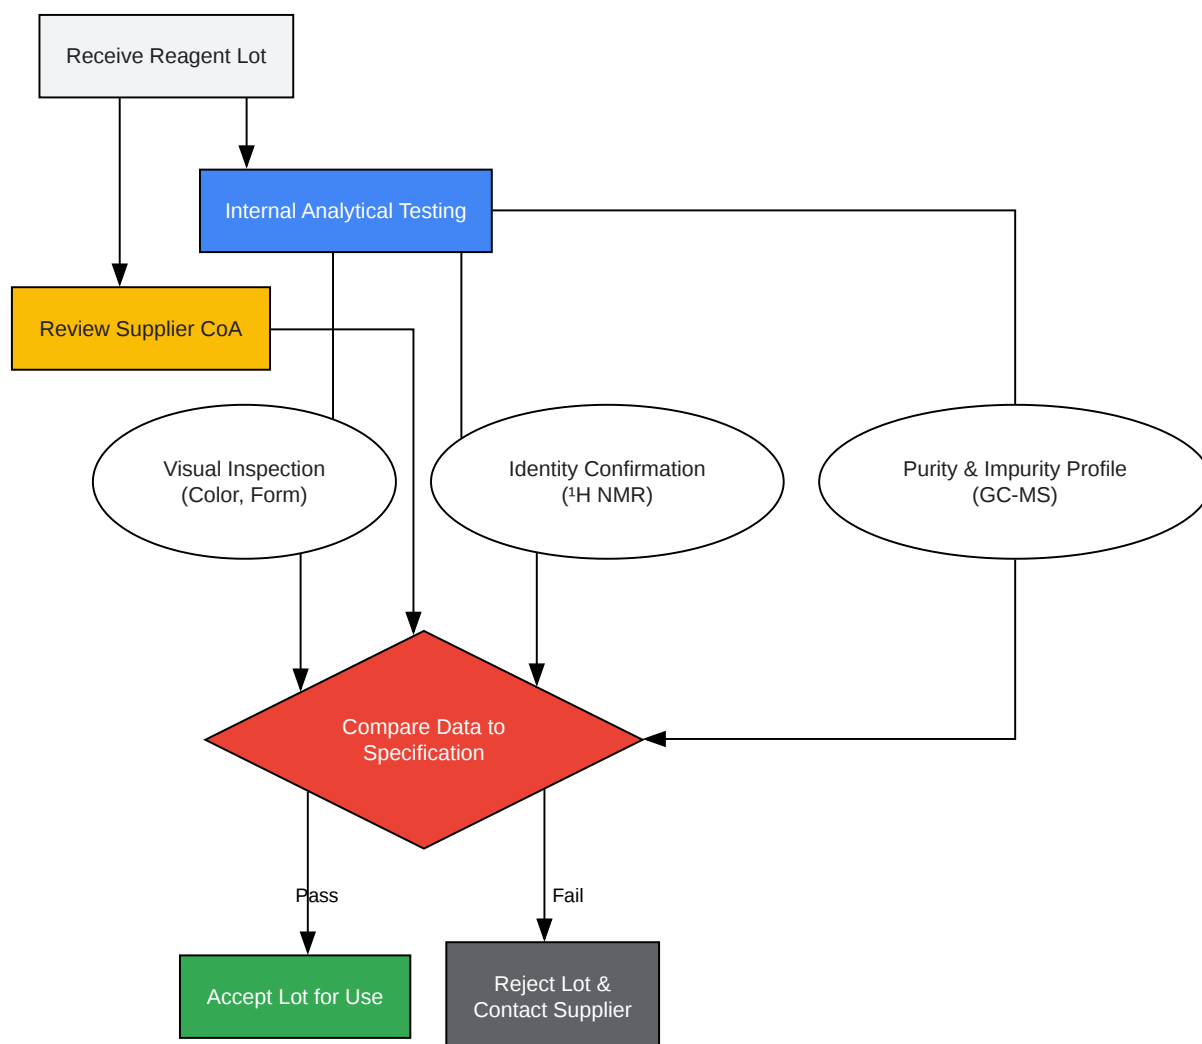 Receive Reagent Lot
Internal Analytical Testing
Review Supplier CoA
Visual Inspection
(Color, Form)
Identity Confirmation
(¹H NMR)
Purity & Impurity Profile
(GC-MS)
Compare Data to
Specification
Pass
Fail
Accept Lot for Use
Reject Lot &
Contact Supplier